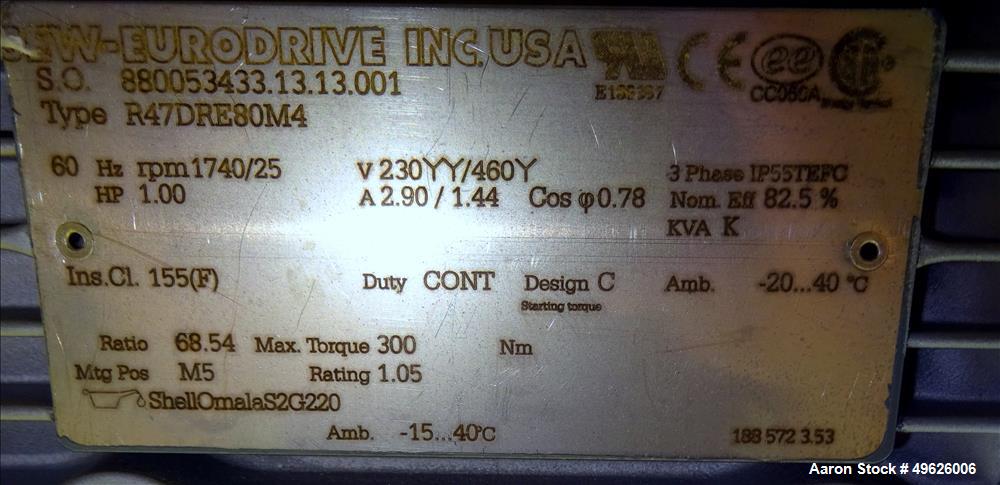 SEW-EURODRIVE INC. USA
S.O. 880053433.13.13.001
Type R47DRE80M4
E189357
CC056A
60 Hz rpm 1740/25 V 230YY/460Y 3 Phase IP55TEFC
HP 1.00 A 2.90 / 1.44 Cos φ 0.78 Nom. Eff 82.5 %
KVA K
Ins.Cl. 155(F) Duty CONT Design C Amb. -20...40 °C
Starting torque
Ratio 68.54 Max. Torque 300 Nm
Mtg Pos M5 Rating 1.05
ShellOmalaS2G220
Amb. -15...40°C
188 572 3.53
Aaron Stock # 49626006